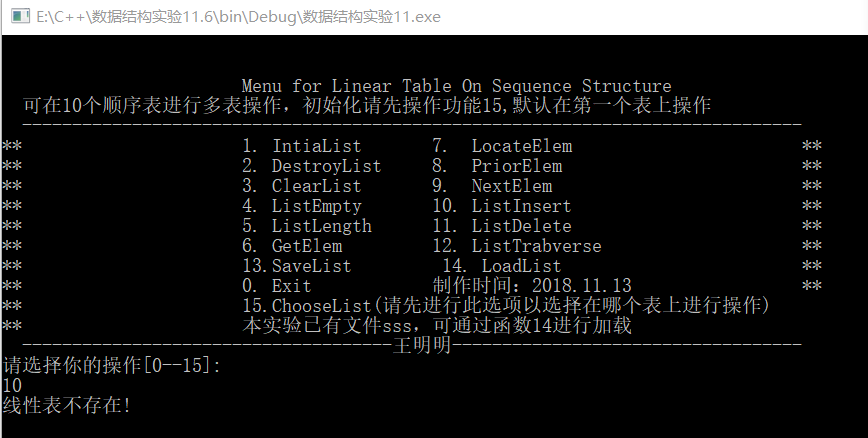 E:\C++\数据结构实验11.6\bin\Debug\数据结构实验11.exe
Menu for Linear Table On Sequence Structure
可在10个顺序表进行多表操作，初始化请先操作功能15,默认在第一个表上操作
------------------------------------------------------------------------------
** 1. IntiaList 7. LocateElem **
** 2. DestroyList 8. PriorElem **
** 3. ClearList 9. NextElem **
** 4. ListEmpty 10. ListInsert **
** 5. ListLength 11. ListDelete **
** 6. GetElem 12. ListTrabverse **
** 13.SaveList 14. LoadList **
** 0. Exit 制作时间：2018.11.13 **
** 15.ChooseList(请先进行此选项以选择在哪个表上进行操作)
** 本实验已有文件sss，可通过函数14进行加载
-------------------------------------王明明-----------------------------------
请选择你的操作[0--15]:
10
线性表不存在!